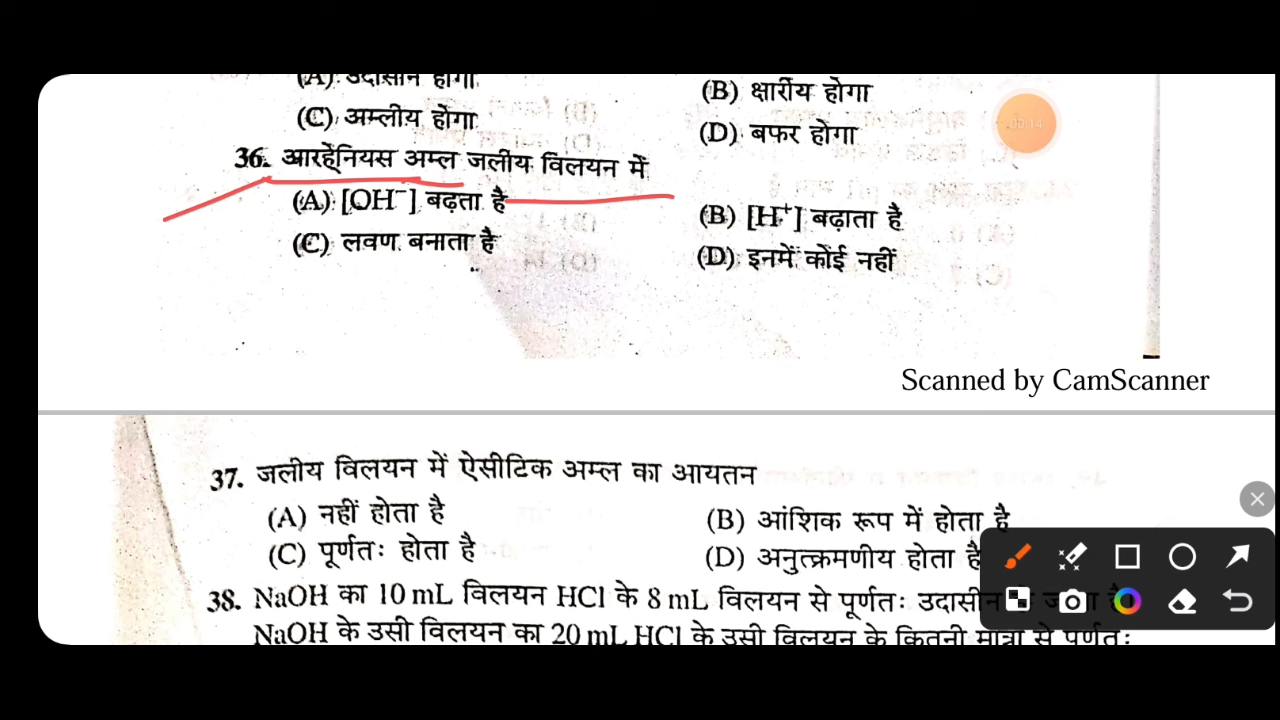 (A) उदासीन होगा
(B) क्षारीय होगा
(C) अम्लीय होगा
(D) बफर होगा
00:14
36. आरहेनियस अम्ल जलीय विलयन में
(A) [OH⁻] बढ़ता है
(B) [H⁺] बढ़ाता है
(C) लवण बनाता है
(D) इनमें कोई नहीं
Scanned by CamScanner
37. जलीय विलयन में ऐसीटिक अम्ल का आयतन
(A) नहीं होता है
(B) आंशिक रूप में होता है
(C) पूर्णतः होता है
(D) अनुत्क्रमणीय होता है
38. NaOH का 10 mL विलयन HCl के 8 mL विलयन से पूर्णतः
NaOH के उसी विलयन का 20 mL HCl के उसी विलयन के कितनी मात्रा से पूर्णतः